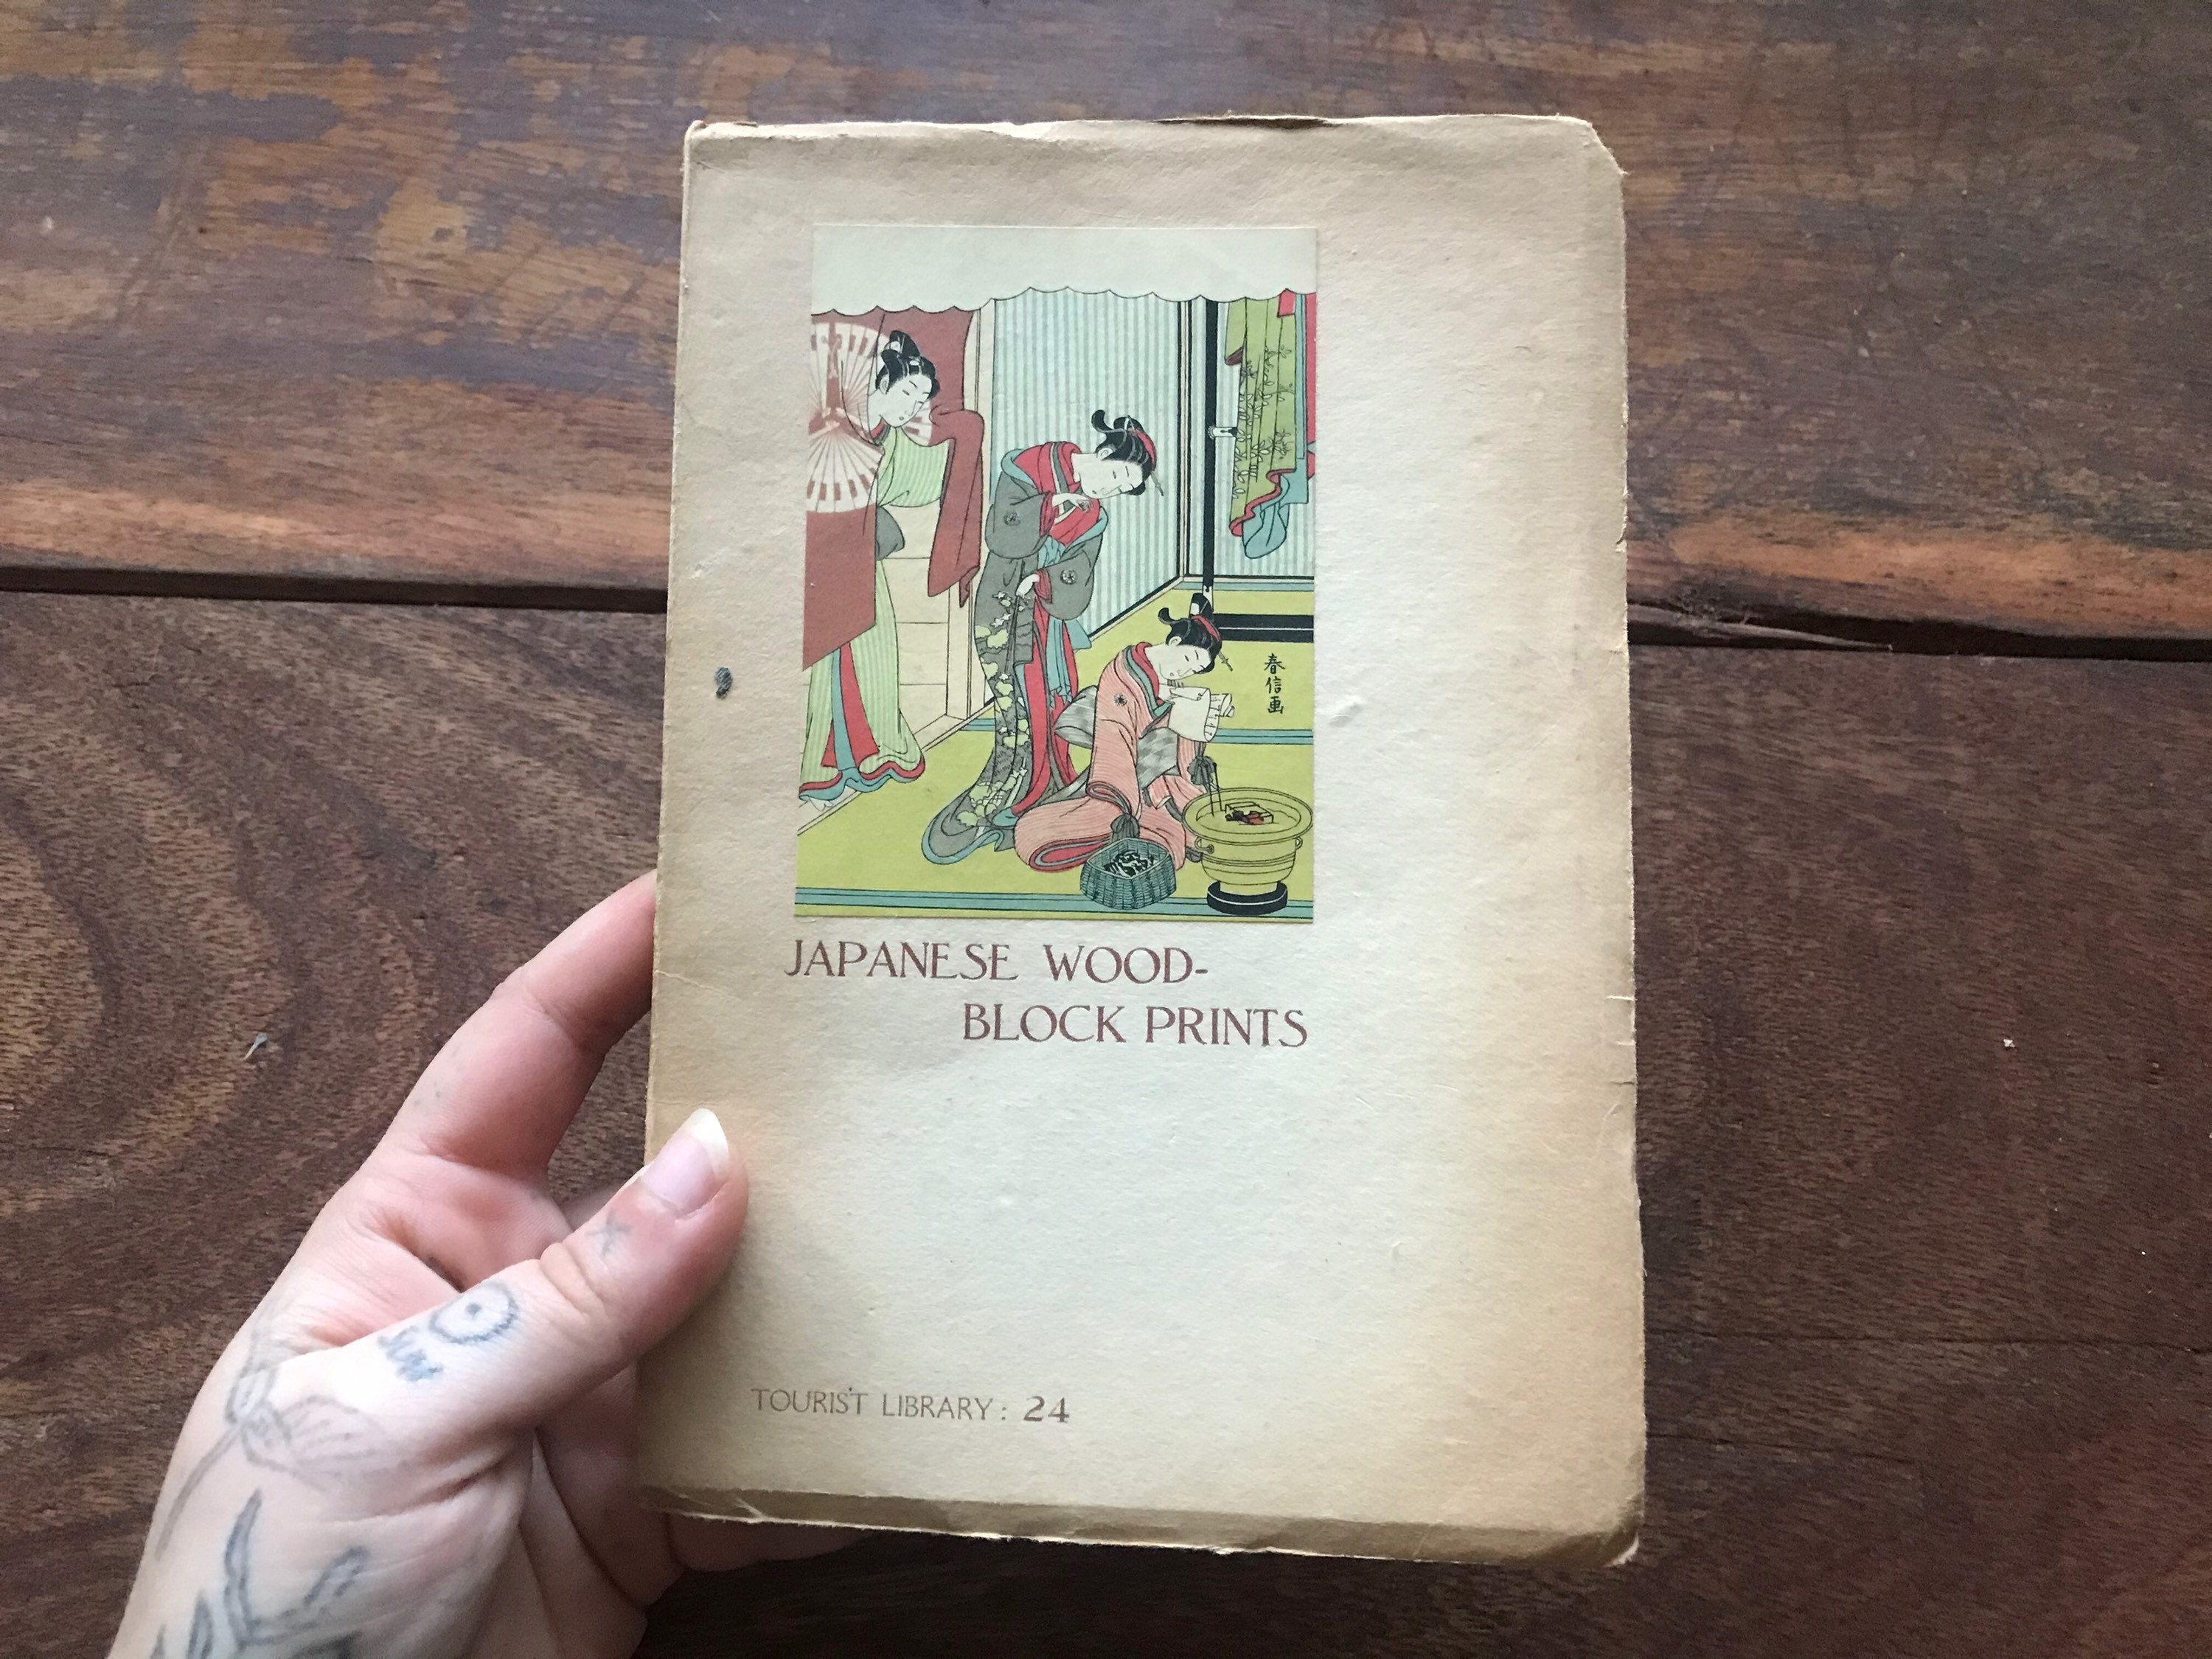 春信画
JAPANESE WOOD-
BLOCK PRINTS
TOURIST LIBRARY: 24